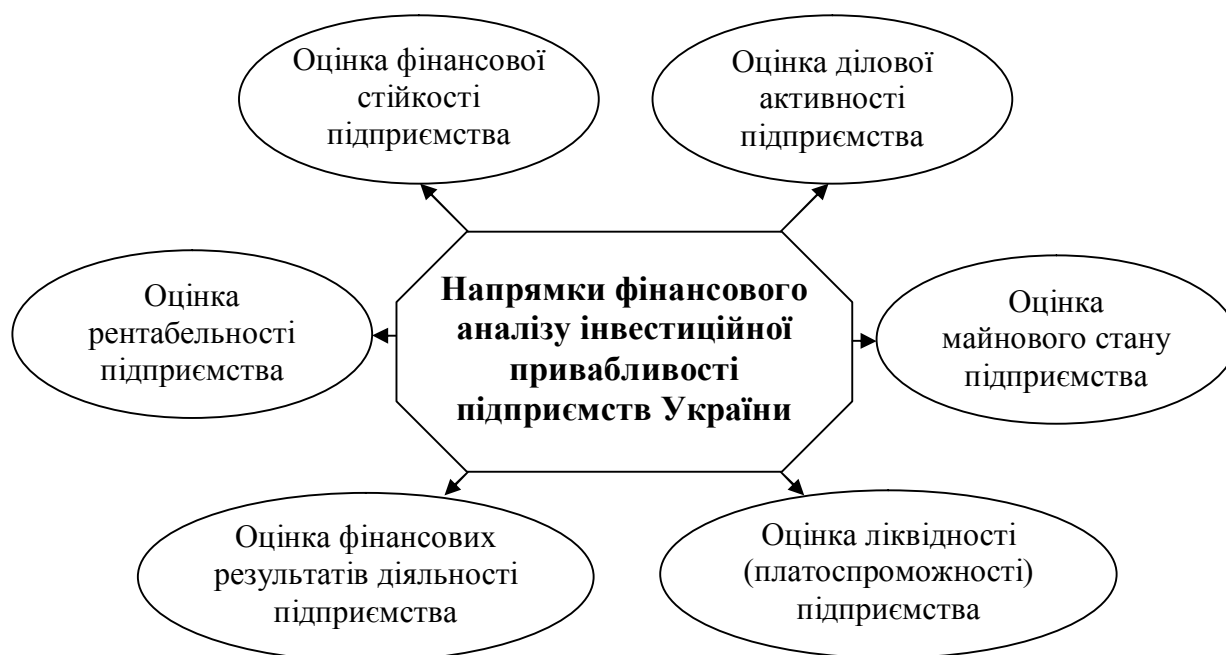 Оцінка фінансової
стійкості
підприємства
Оцінка ділової
активності
підприємства
Оцінка
рентабельності
підприємства
Напрямки фінансового
аналізу інвестиційної
привабливості
підприємств України
Оцінка
майнового стану
підприємства
Оцінка фінансових
результатів діяльності
підприємства
Оцінка ліквідності
(платоспроможності)
підприємства